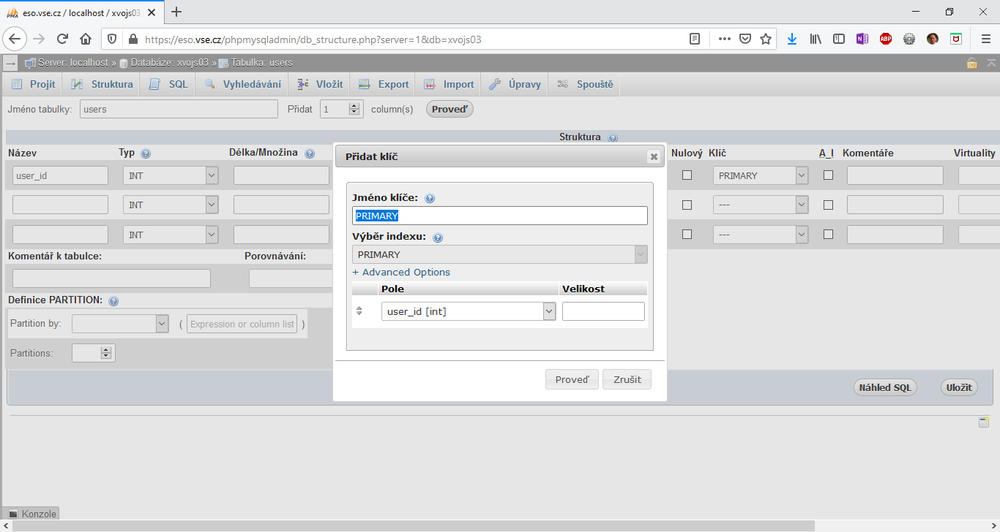 eso.vse.cz / localhost / xvojs03
https://eso.vse.cz/phpmysqladmin/db_structure.php?server=1&db=xvojs03
Server: localhost » Databáze: xvojs03 » Tabulka: users
Projít Struktura SQL Vyhledávání Vložit Export Import Úpravy Spouště
Jméno tabulky: users Přidat 1 column(s) Proveď
Struktura
Název Typ Délka/Množina Nulový Klíč A_I Komentáře Virtuality
user_id INT PRIMARY
INT ---
INT ---
Komentář k tabulce: Porovnávání:
Definice PARTITION:
Partition by: ( Expression or column list )
Partitions:
Přidat klíč
Jméno klíče:
PRIMARY
Výběr indexu:
PRIMARY
+ Advanced Options
Pole Velikost
user_id [int]
Proveď Zrušit
Náhled SQL Uložit
Konzole